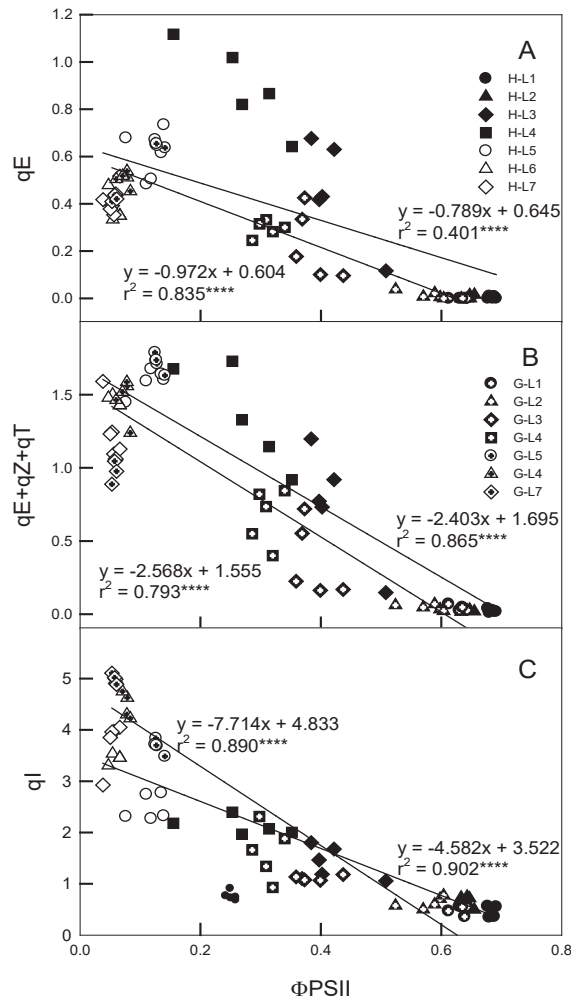 A
1.2
1.0
0.8
0.6
0.4
0.2
0.0
qE
H-L1
H-L2
H-L3
H-L4
H-L5
H-L6
H-L7
y = -0.789x + 0.645
r² = 0.401****
y = -0.972x + 0.604
r² = 0.835****
B
1.5
1.0
0.5
0.0
qE+qZ+qT
G-L1
G-L2
G-L3
G-L4
G-L5
G-L4
G-L7
y = -2.403x + 1.695
r² = 0.865****
y = -2.568x + 1.555
r² = 0.793****
C
5
4
3
2
1
0
qI
y = -7.714x + 4.833
r² = 0.890****
y = -4.582x + 3.522
r² = 0.902****
0.0 0.2 0.4 0.6 0.8
ΦPSII